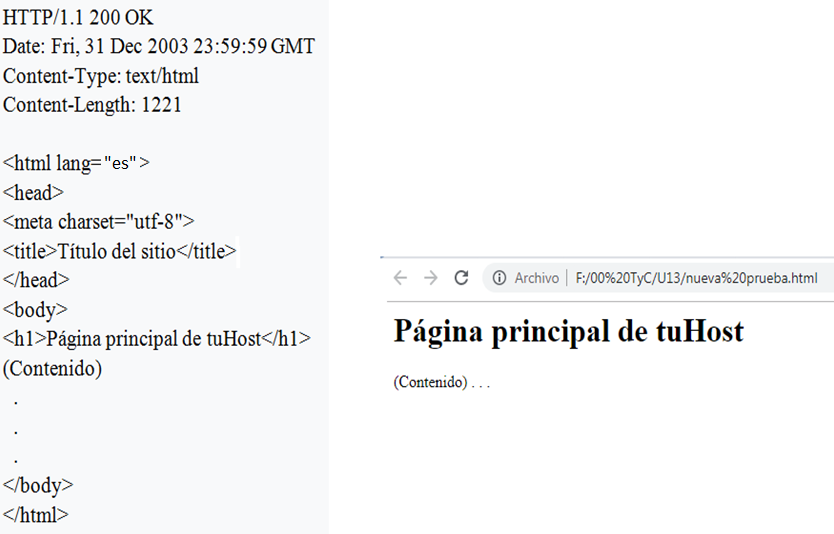 HTTP/1.1 200 OK
Date: Fri, 31 Dec 2003 23:59:59 GMT
Content-Type: text/html
Content-Length: 1221

<html lang="es">
<head>
<meta charset="utf-8">
<title>Título del sitio</title>
</head>
<body>
<h1>Página principal de tuHost</h1>
(Contenido)
.
.
.
</body>
</html>
Archivo | F:/00%20TyC/U13/nueva%20prueba.html
Página principal de tuHost
(Contenido) . . .